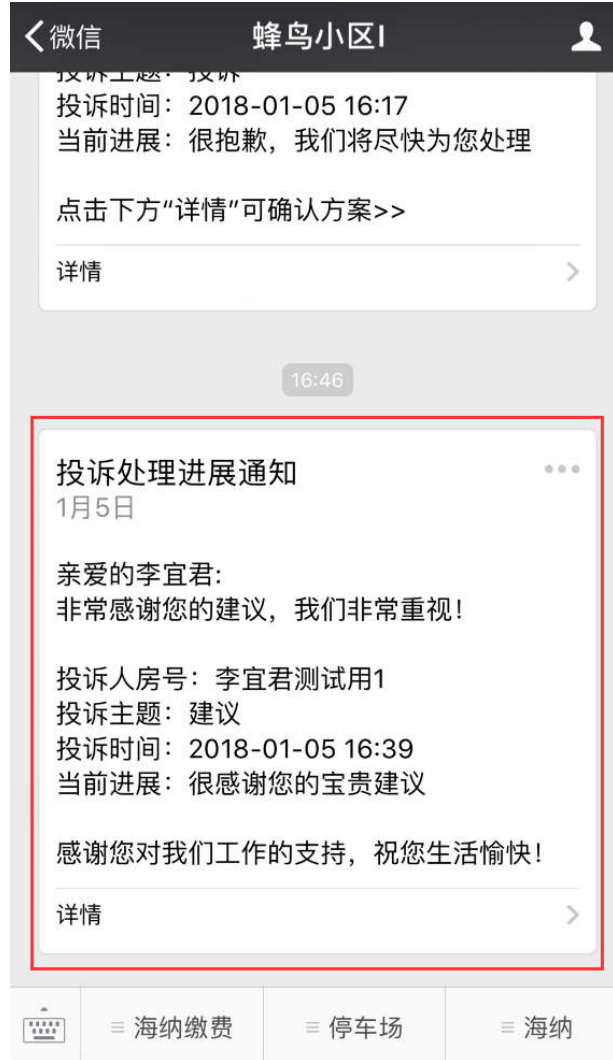 微信
蜂鸟小区I
投诉主题：投诉
投诉时间：2018-01-05 16:17
当前进展：很抱歉，我们将尽快为您处理
点击下方“详情”可确认方案>>
详情
16:46
投诉处理进展通知
1月5日
亲爱的李宜君:
非常感谢您的建议，我们非常重视！
投诉人房号：李宜君测试用1
投诉主题：建议
投诉时间：2018-01-05 16:39
当前进展：很感谢您的宝贵建议
感谢您对我们工作的支持，祝您生活愉快！
详情
海纳缴费
停车场
海纳